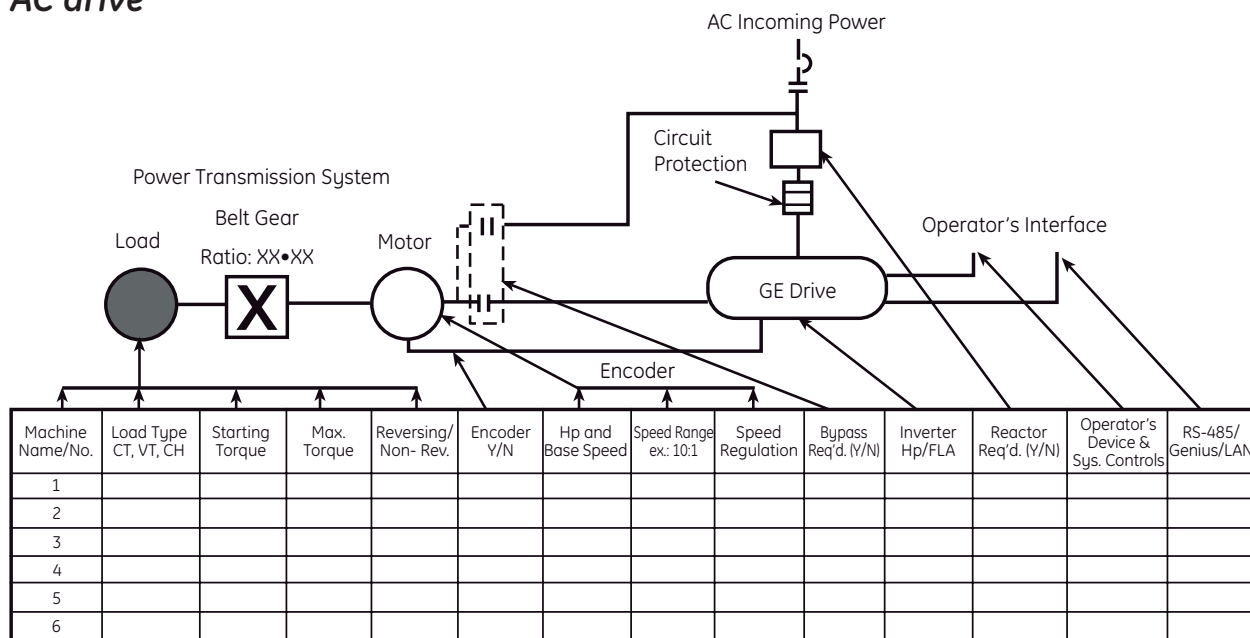 AC drive
AC Incoming Power
Circuit
Protection
Power Transmission System
Belt Gear
Operator's Interface
Load
Motor
Ratio: XX•XX
GE Drive
X
Encoder
Machine
Name/No.
Load Type
CT, VT, CH
Starting
Torque
Max.
Torque
Reversing/
Non- Rev.
Encoder
Y/N
Hp and
Base Speed
Speed Range
ex.: 10:1
Speed
Regulation
Bypass
Req'd. (Y/N)
Inverter
Hp/FLA
Reactor
Req'd. (Y/N)
Operator's
Device &
Sys. Controls
RS-485/
Genius/LAN
1
2
3
4
5
6